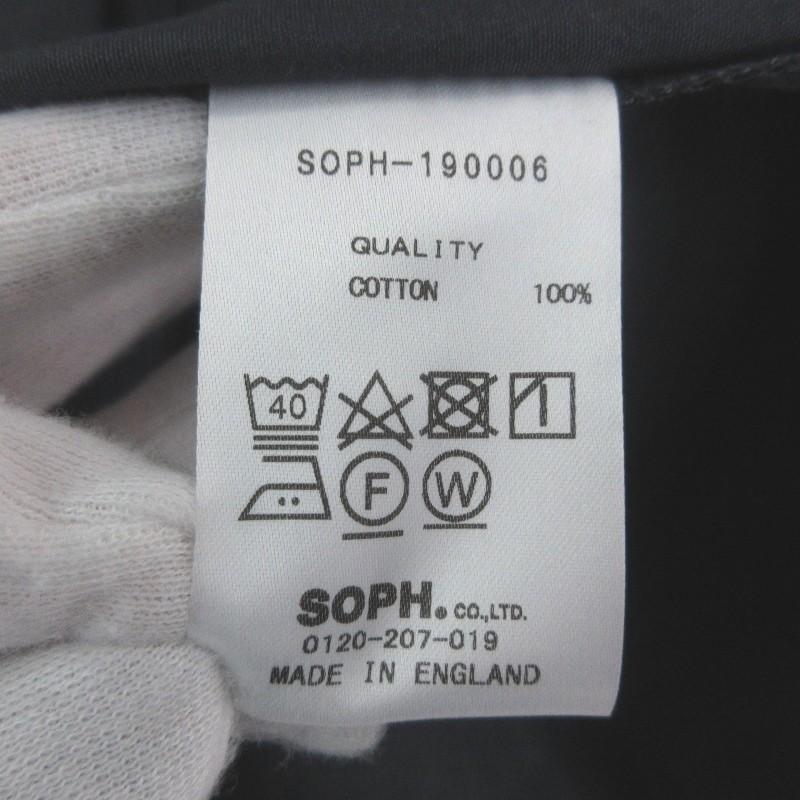 SOPH-190006
QUALITY
COTTON 100%
40
F W
SOPH. CO.,LTD.
0120-207-019
MADE IN ENGLAND